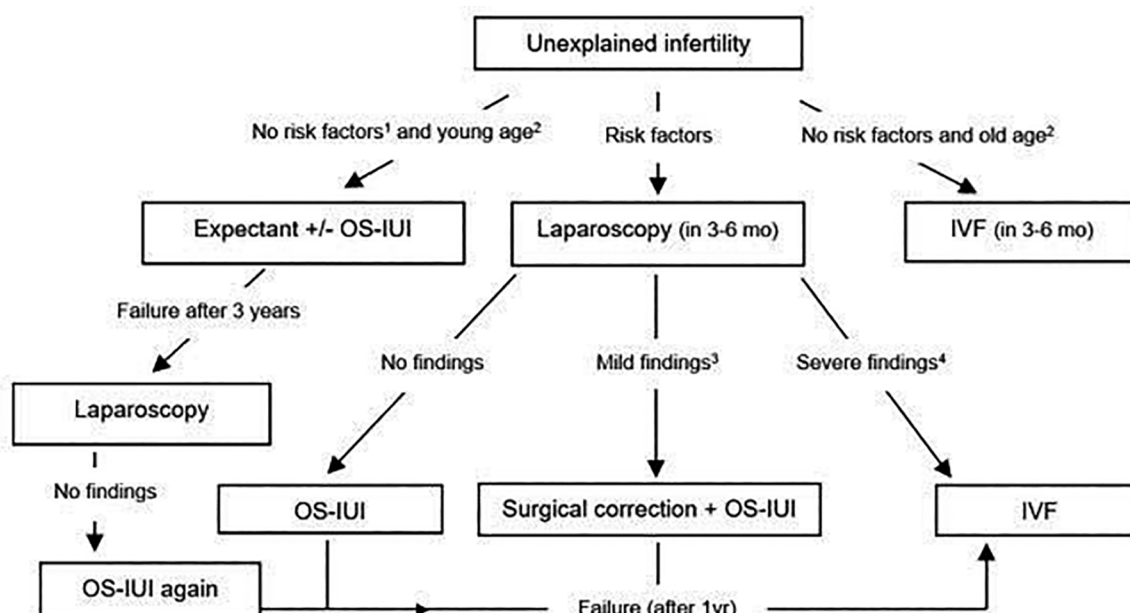 Unexplained infertility
No risk factors¹ and young age²
Risk factors
No risk factors and old age²
Expectant +/- OS-IUI
Laparoscopy (in 3-6 mo)
IVF (in 3-6 mo)
Failure after 3 years
No findings
Mild findings³
Severe findings⁴
Laparoscopy
No findings
OS-IUI
Surgical correction + OS-IUI
IVF
OS-IUI again
Failure (after 1yr)